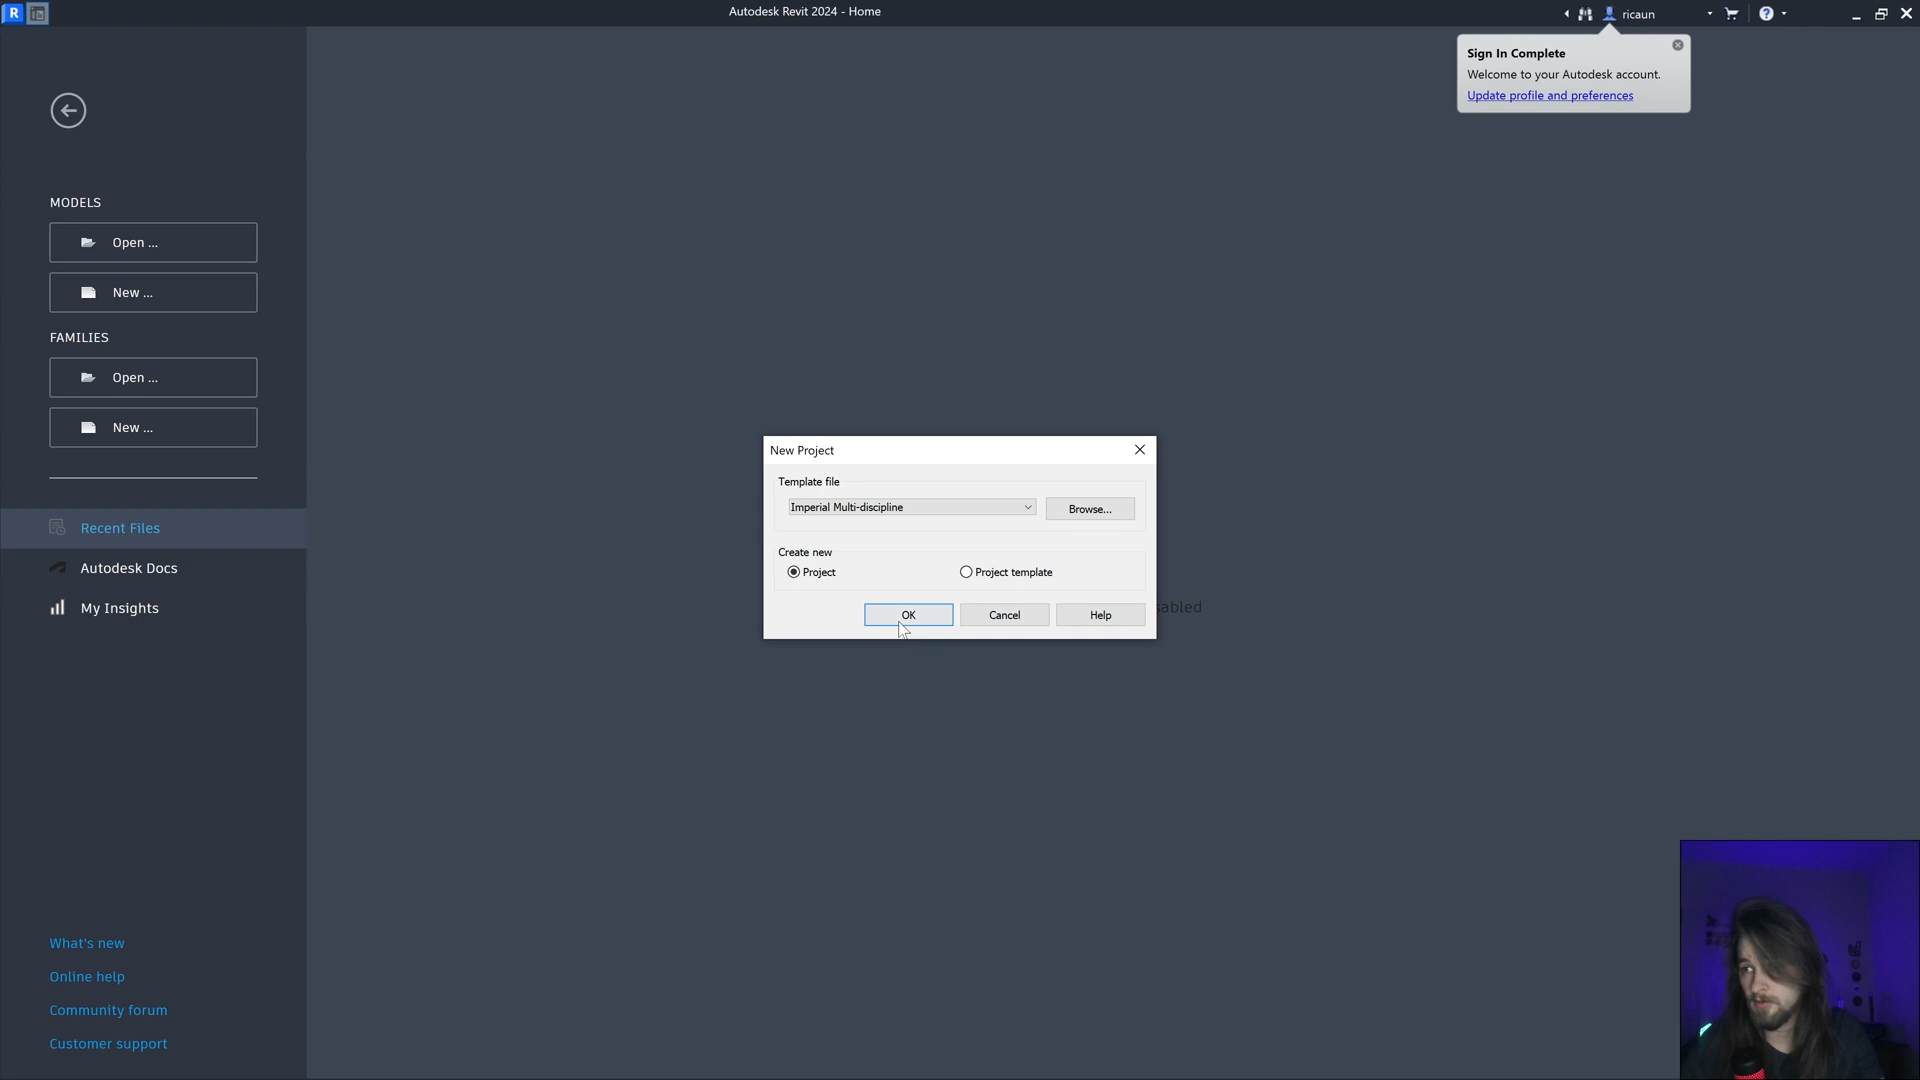 R
Autodesk Revit 2024 - Home
ricaun
Sign In Complete
Welcome to your Autodesk account.
Update profile and preferences
MODELS
Open ...
New ...
FAMILIES
Open ...
New ...
Recent Files
Autodesk Docs
My Insights
New Project
Template file
Imperial Multi-discipline
Browse...
Create new
Project
Project template
OK
Cancel
Help
What's new
Online help
Community forum
Customer support